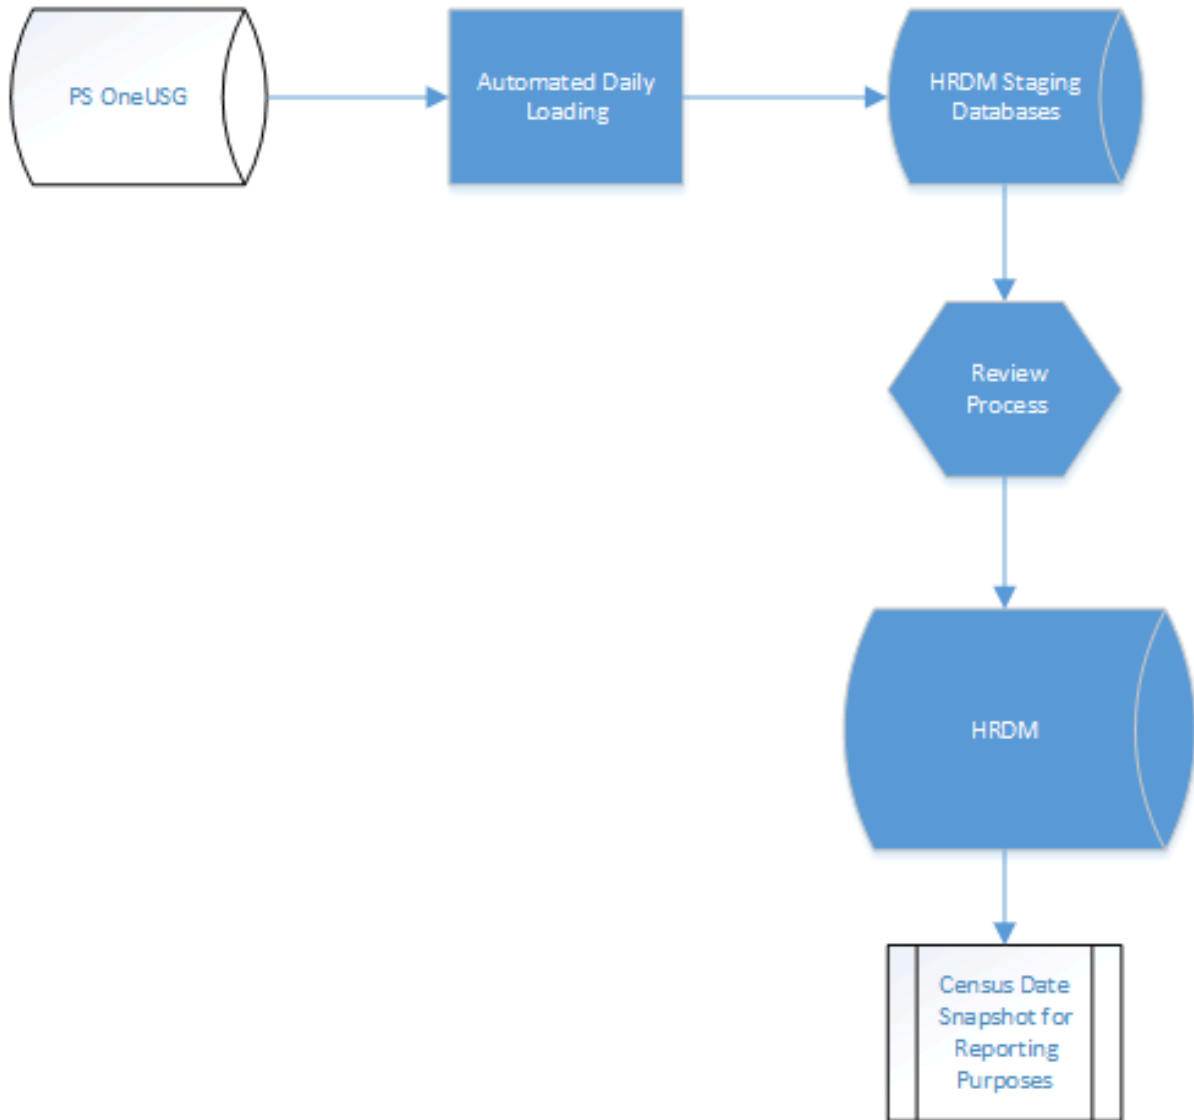 PS OneUSG
Automated Daily
Loading
HRDM Staging
Databases
Review
Process
HRDM
Census Date
Snapshot for
Reporting
Purposes